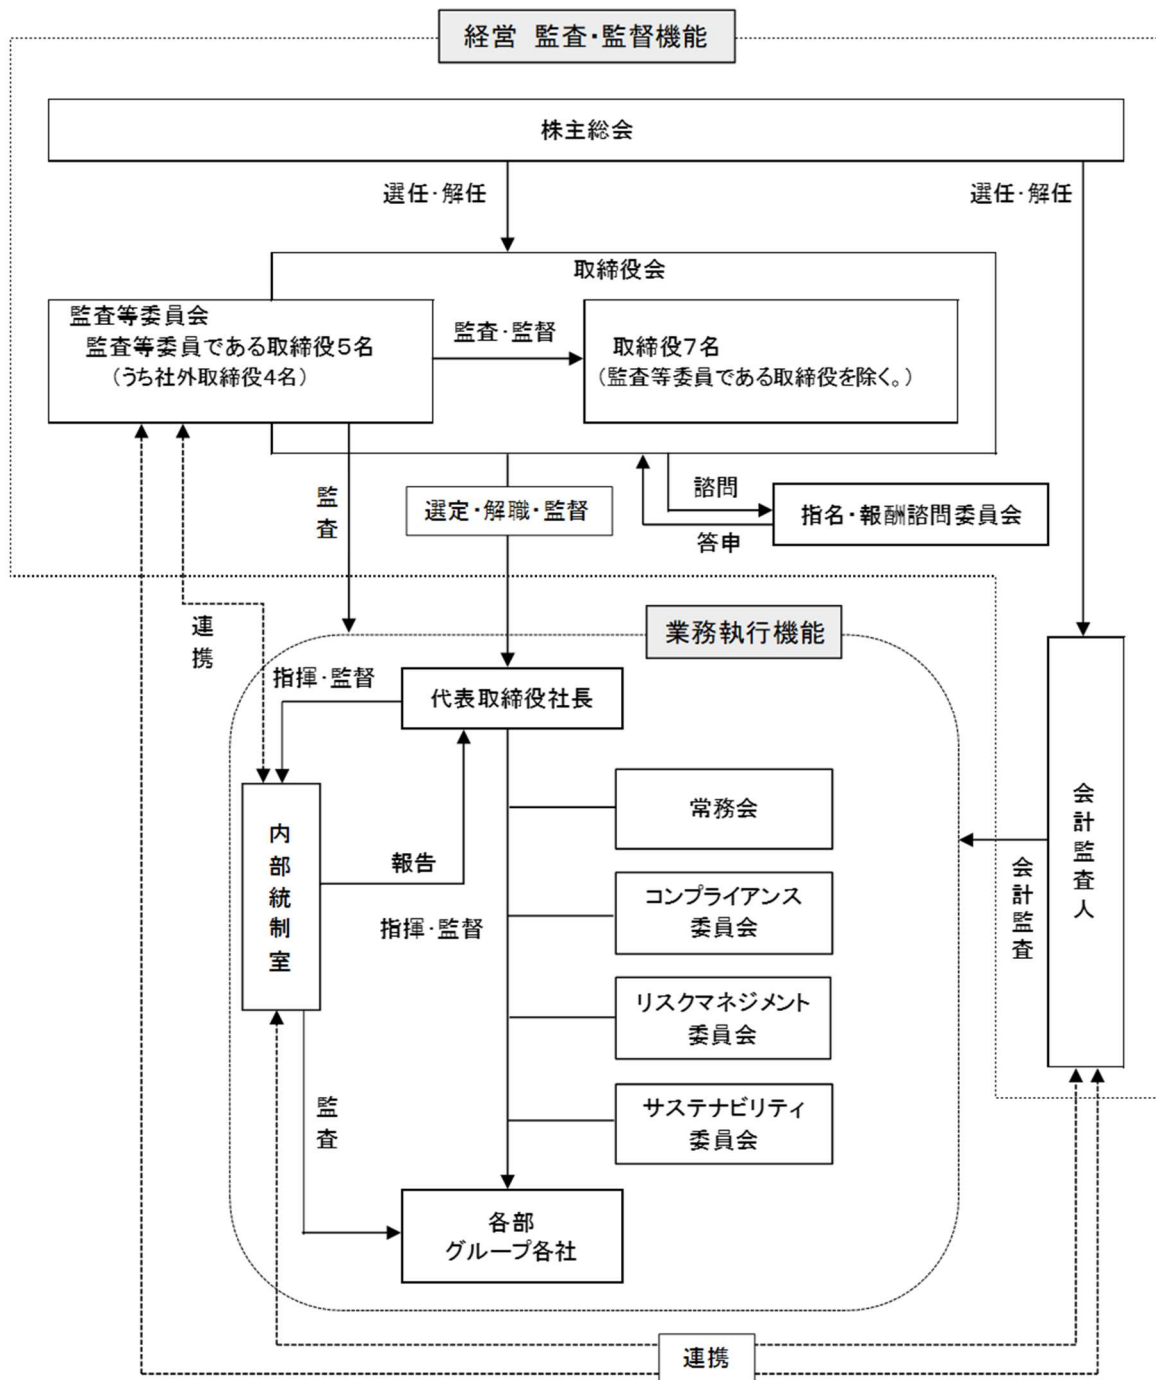 経営 監査・監督機能
株主総会
選任・解任
選任・解任
取締役会
監査等委員会
監査等委員である取締役5名
（うち社外取締役4名）
監査・監督
取締役7名
（監査等委員である取締役を除く。）
監査
選定・解職・監督
諮問
答申
指名・報酬諮問委員会
連携
業務執行機能
指揮・監督
代表取締役社長
内部統制室
報告
指揮・監督
常務会
コンプライアンス
委員会
リスクマネジメント
委員会
サステナビリティ
委員会
会計監査
会計監査人
監査
各部
グループ各社
連携